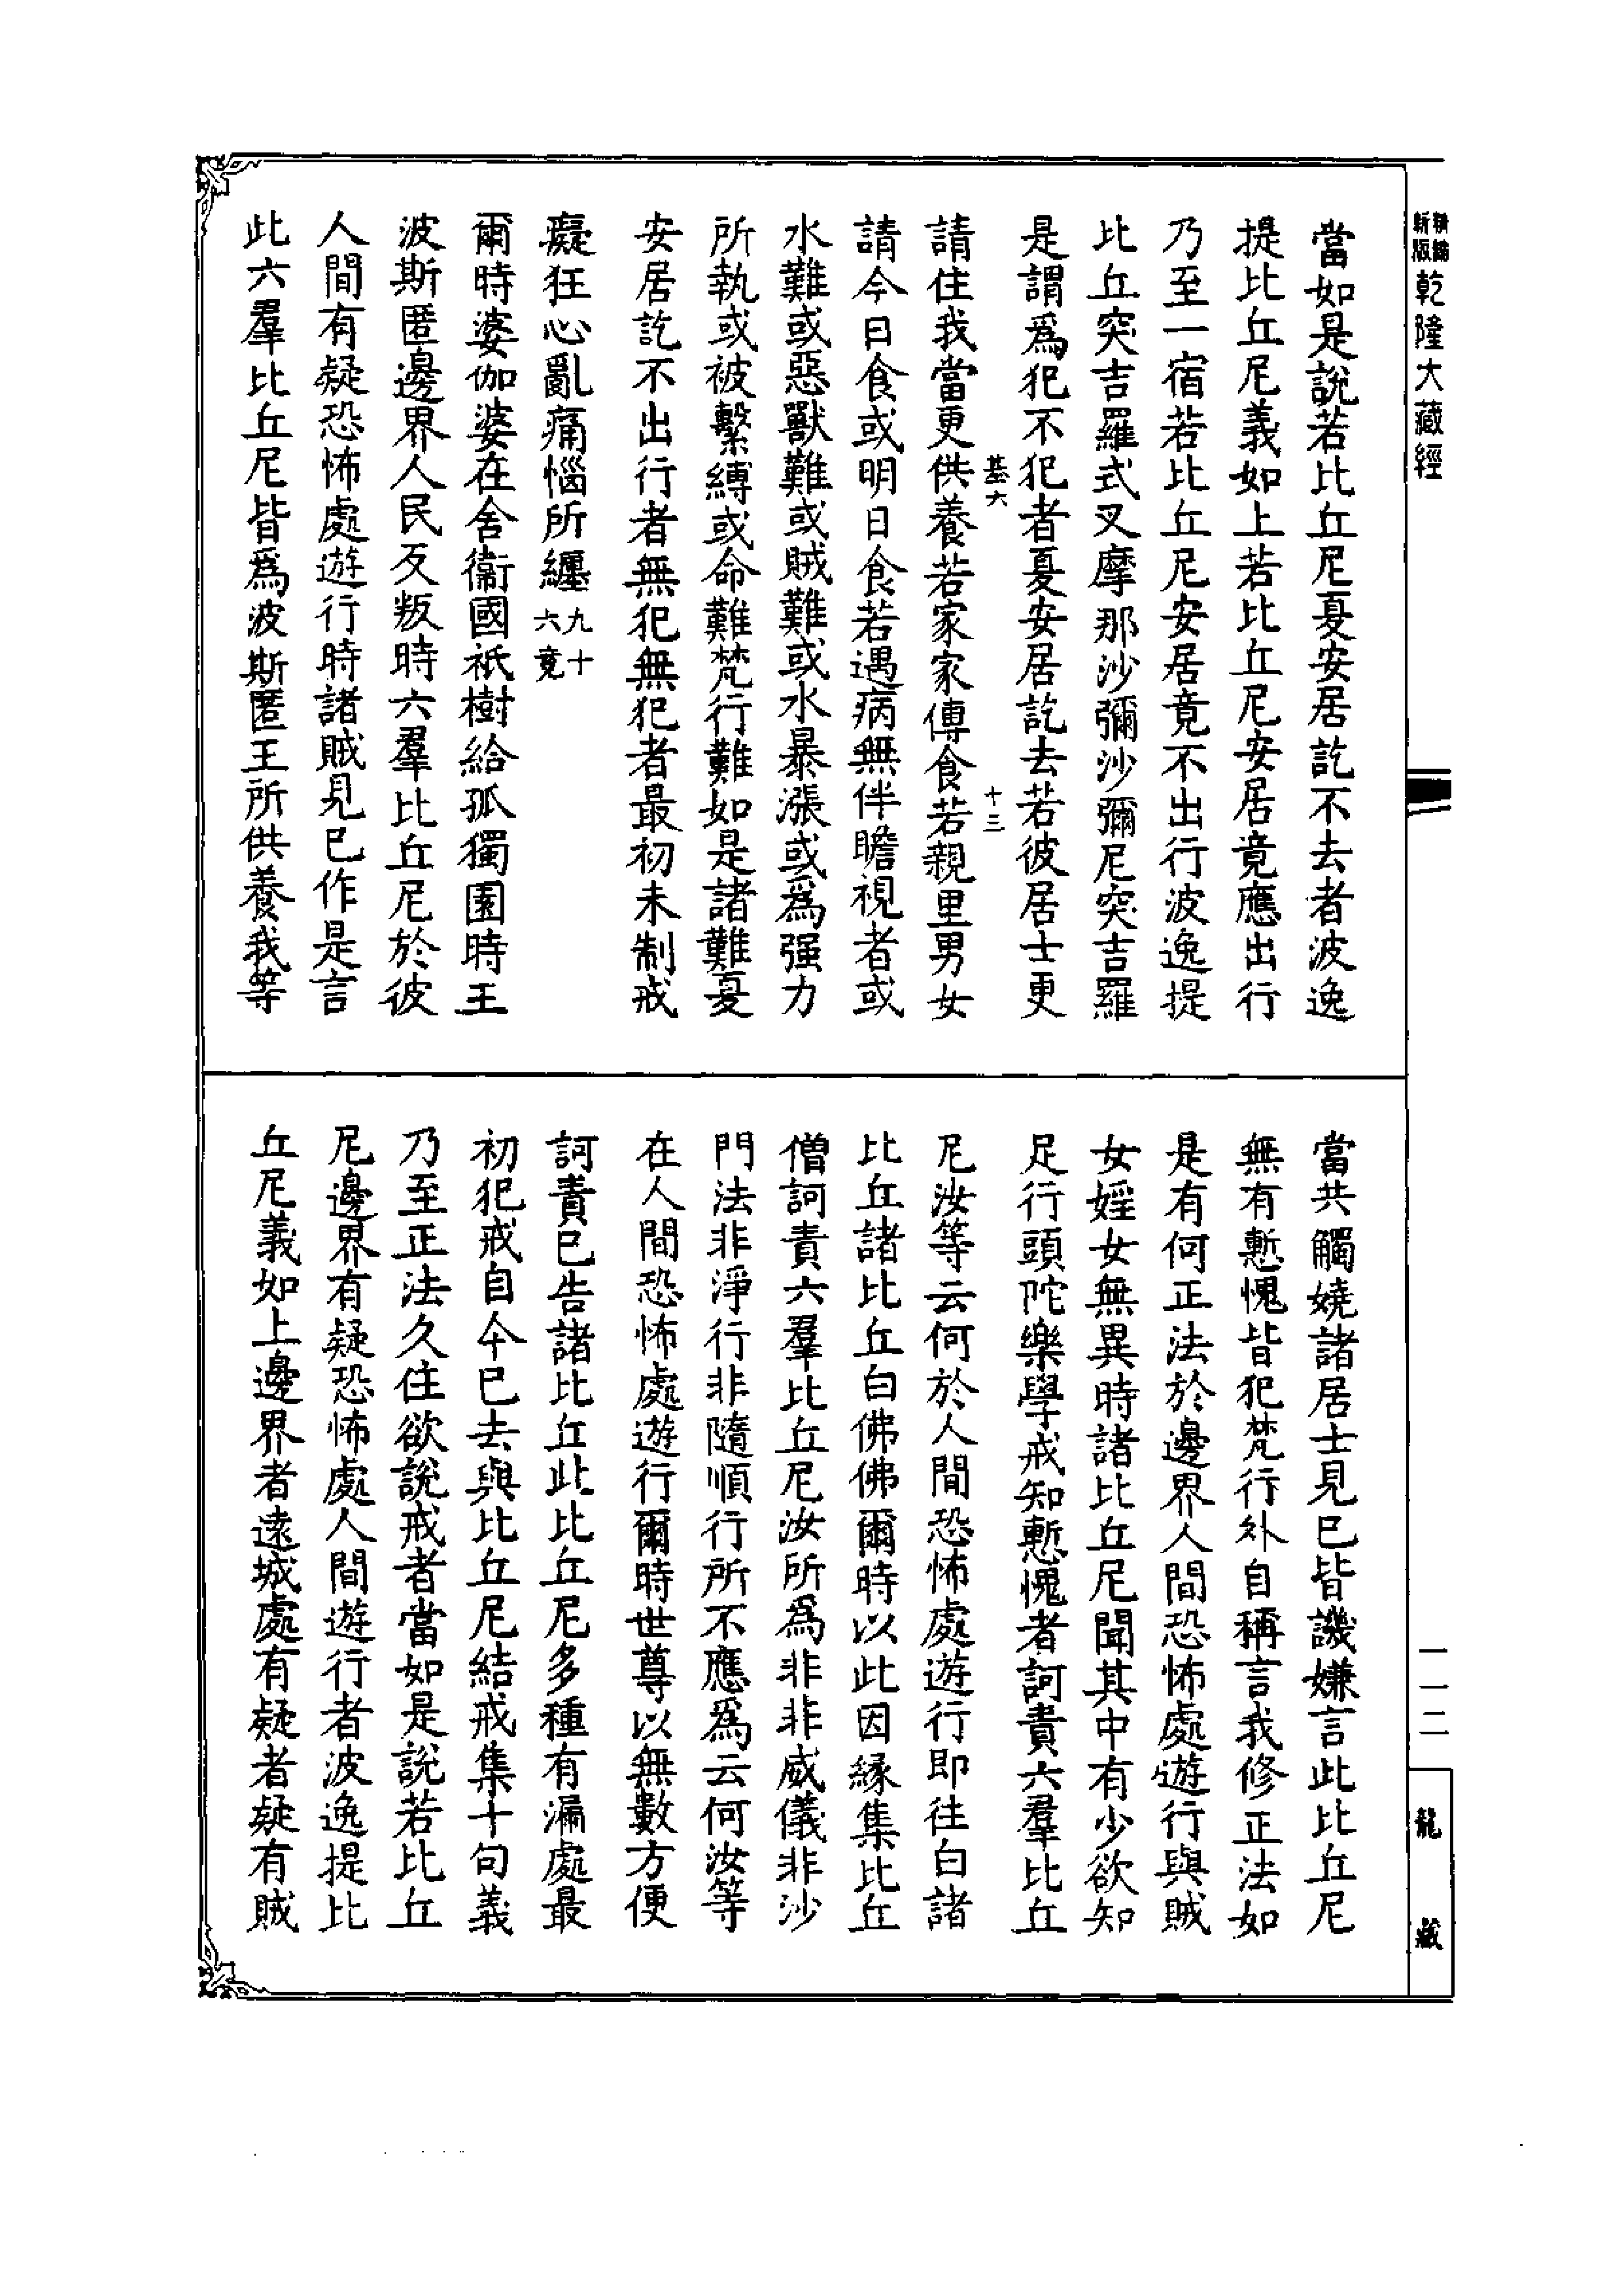 新版精編乾隆大藏經
當如是說若比丘尼夏安居訖不去者波逸
提比丘尼義如上若比丘尼安居竟應出行
乃至一宿若比丘尼安居竟不出行波逸提
比丘突吉羅式叉摩那沙彌沙彌尼突吉羅
是謂爲犯不犯者夏安居訖去若彼居士更
基六 十三
請住我當更供養若家家傳食若親里男女
請今日食或明日食若遇病無伴瞻視者或
水難或惡獸難或賊難或水暴漲或爲强力
所執或被繫縛或命難梵行難如是諸難夏
安居訖不出行者無犯無犯者最初未制戒
癡狂心亂痛惱所纏九十六竟
爾時婆伽婆在舍衞國祇樹給孤獨園時王
波斯匿邊界人民反叛時六羣比丘尼於彼
人間有疑恐怖處遊行時諸賊見已作是言
此六羣比丘尼皆爲波斯匿王所供養我等
當共觸嬈諸居士見已皆譏嫌言此比丘尼
無有慙愧皆犯梵行外自稱言我修正法如
是有何正法於邊界人間恐怖處遊行與賊
女婬女無異時諸比丘尼聞其中有少欲知
足行頭陀樂學戒知慙愧者訶責六羣比丘
尼汝等云何於人間恐怖處遊行即往白諸
比丘諸比丘白佛佛爾時以此因緣集比丘
僧訶責六羣比丘尼汝所爲非非威儀非沙
門法非淨行非隨順行所不應爲云何汝等
在人間恐怖處遊行爾時世尊以無數方便
訶責已告諸比丘此比丘尼多種有漏處最
初犯戒自今已去與比丘尼結戒集十句義
乃至正法久住欲說戒者當如是說若比丘
尼邊界有疑恐怖處人間遊行者波逸提比
丘尼義如上邊界者遠城處有疑者疑有賊
一一二
龍藏